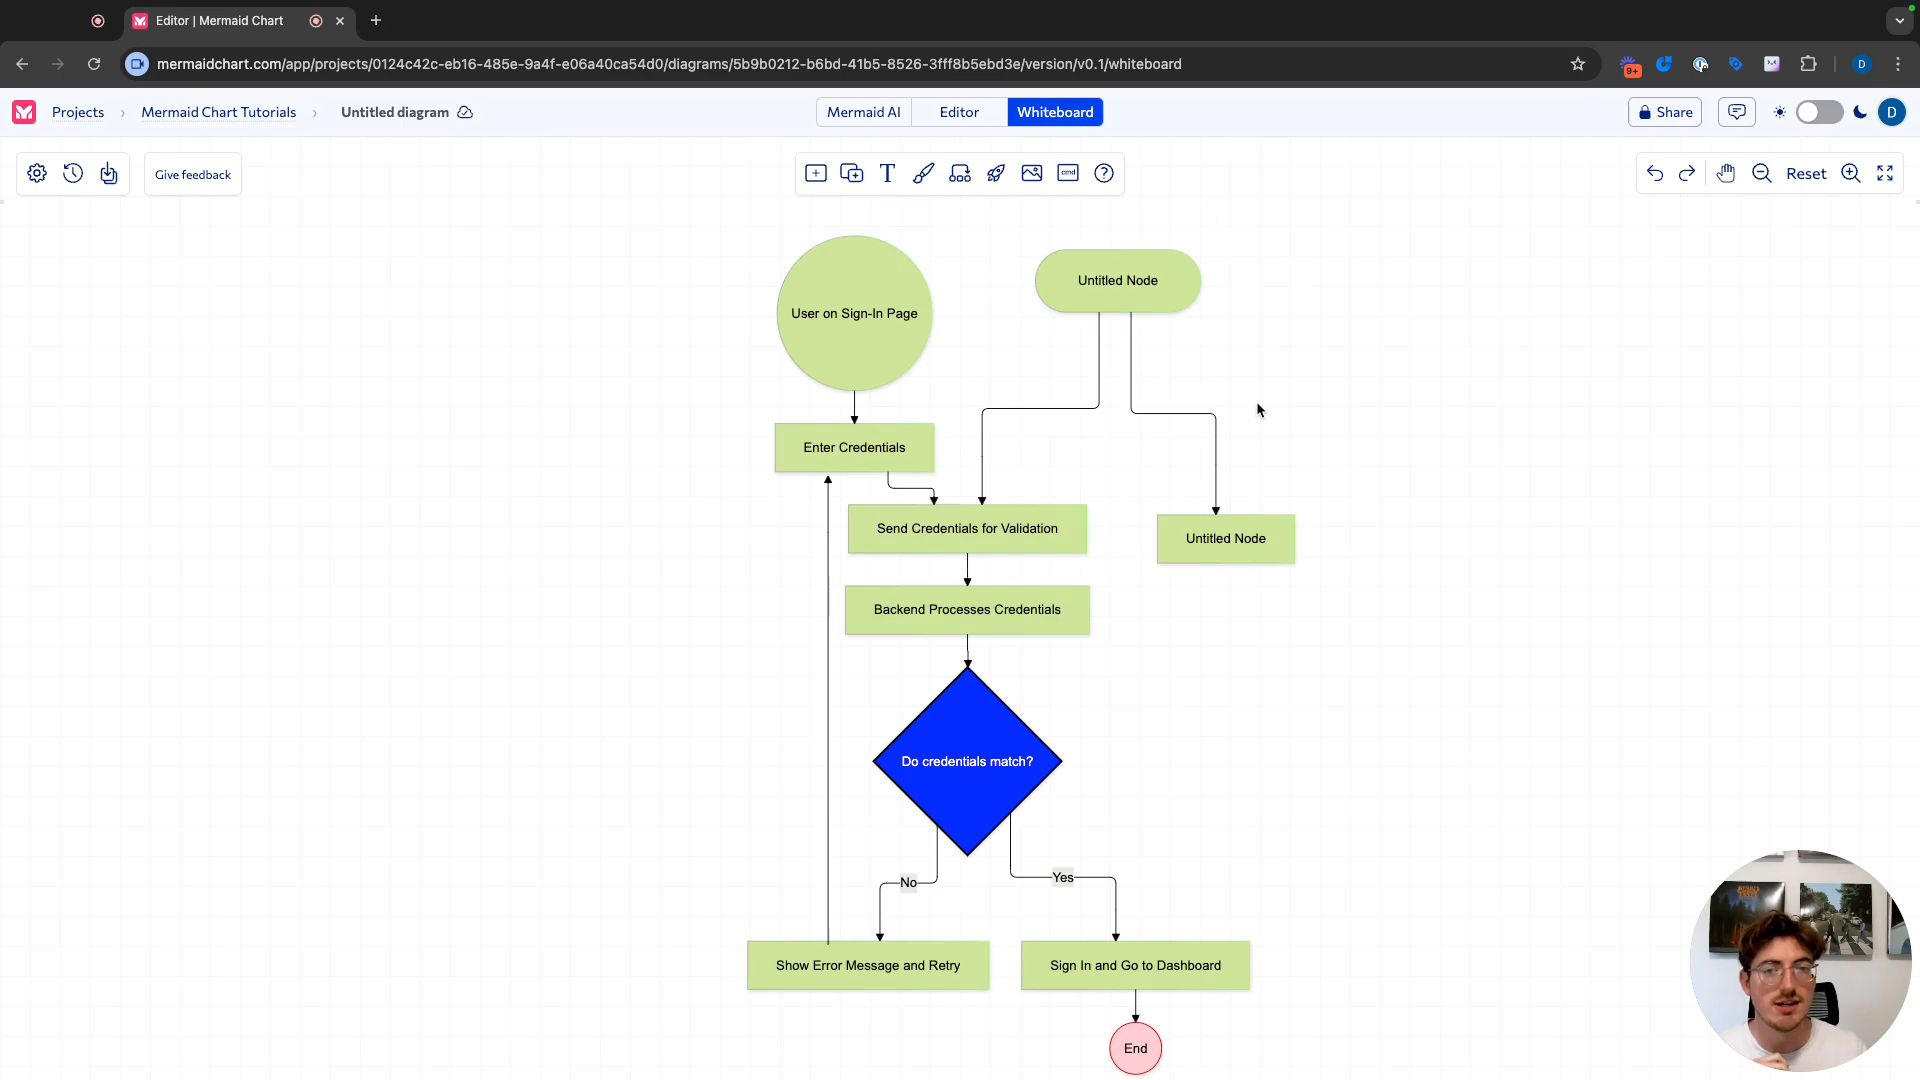 Editor | Mermaid Chart
mermaidchart.com/app/projects/0124c42c-eb16-485e-9a4f-e06a40ca54d0/diagrams/5b9b0212-b6bd-41b5-8526-3fff8b5ebd3e/version/v0.1/whiteboard
9+
D
Projects
Mermaid Chart Tutorials
Untitled diagram
Mermaid AI
Editor
Whiteboard
Share
D
Give feedback
T
cmd
Reset
User on Sign-In Page
Untitled Node
Enter Credentials
Send Credentials for Validation
Untitled Node
Backend Processes Credentials
Do credentials match?
No
Yes
Show Error Message and Retry
Sign In and Go to Dashboard
End